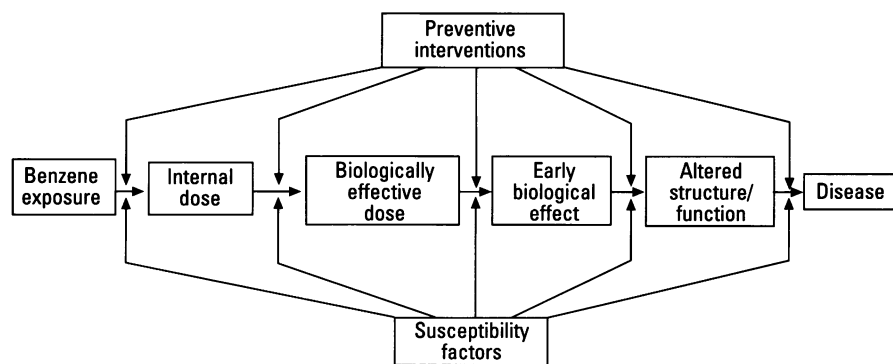 Preventive
interventions
Benzene
exposure
Internal
dose
Biologically
effective
dose
Early
biological
effect
Altered
structure/
function
Disease
Susceptibility
factors